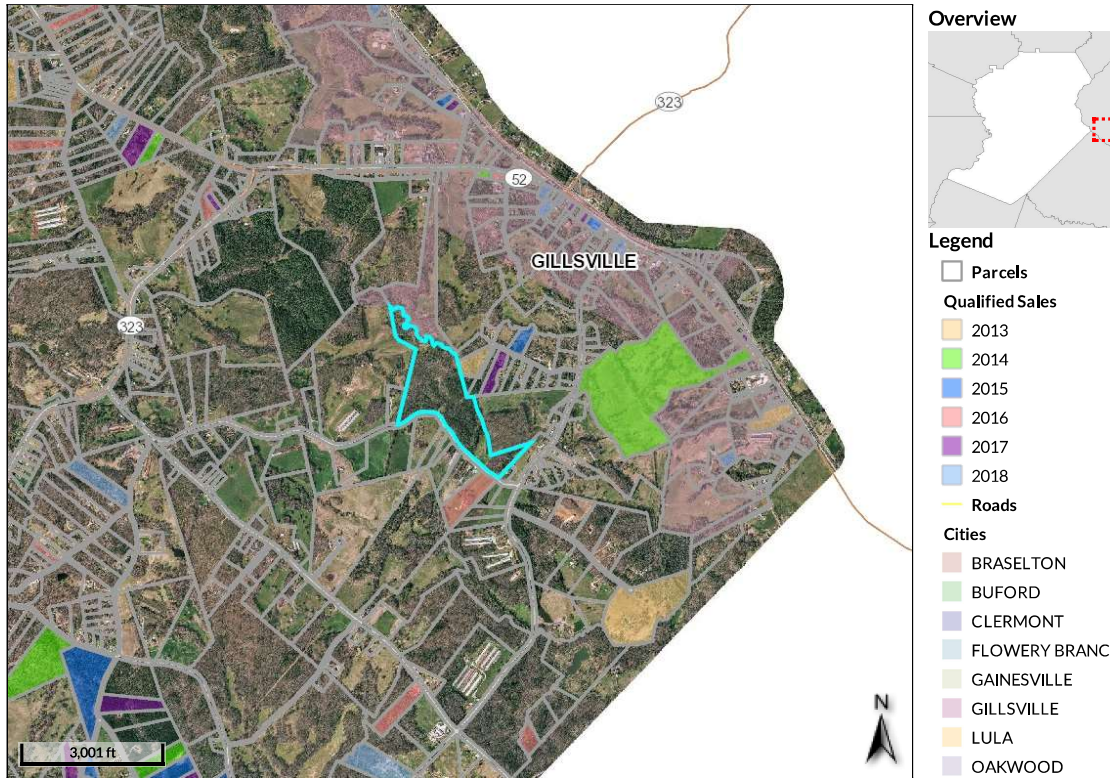 323
52
GILLSVILLE
323
3,001 ft
N
Overview
Legend
Parcels
Qualified Sales
2013
2014
2015
2016
2017
2018
Roads
Cities
BRASELTON
BUFORD
CLERMONT
FLOWERY BRANC
GAINESVILLE
GILLSVILLE
LULA
OAKWOOD